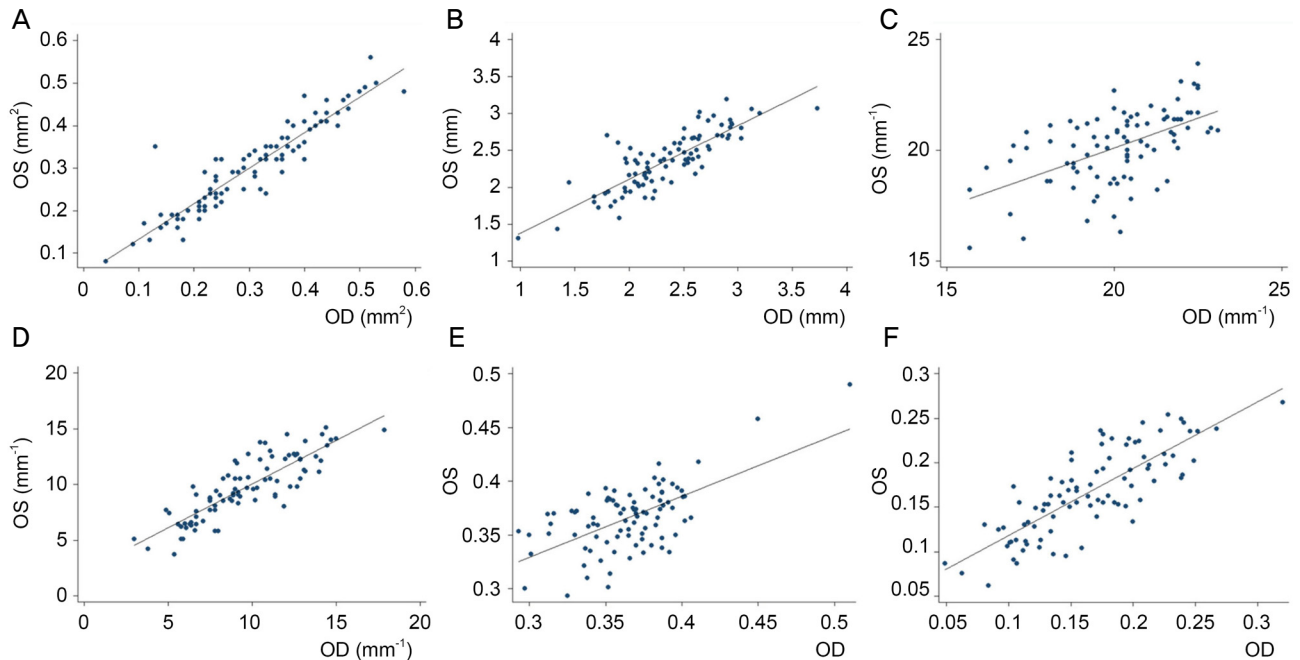 A
0.6
0.5
0.4
0.3
0.2
0.1
OS (mm²)
0 0.1 0.2 0.3 0.4 0.5 0.6
OD (mm²)
B
4
3.5
3
2.5
2
1.5
1
OS (mm)
1 1.5 2 2.5 3 3.5 4
OD (mm)
C
25
20
15
OS (mm⁻¹)
15 20 25
OD (mm⁻¹)
D
20
15
10
5
0
OS (mm⁻¹)
0 5 10 15 20
OD (mm⁻¹)
E
0.5
0.45
0.4
0.35
0.3
OS
0.3 0.35 0.4 0.45 0.5
OD
F
0.3
0.25
0.2
0.15
0.1
0.05
OS
0.05 0.1 0.15 0.2 0.25 0.3
OD